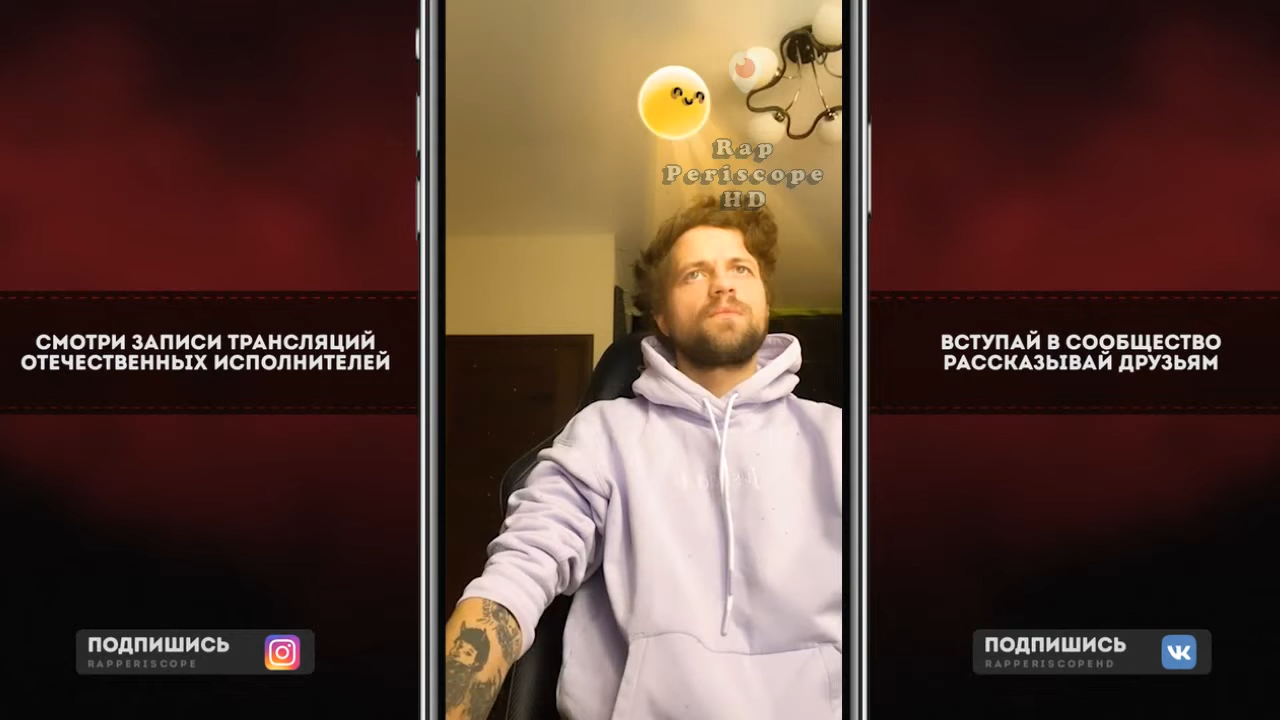 Rap
Periscope
HD
СМОТРИ ЗАПИСИ ТРАНСЛЯЦИЙ
ОТЕЧЕСТВЕННЫХ ИСПОЛНИТЕЛЕЙ
ВСТУПАЙ В СООБЩЕСТВО
РАССКАЗЫВАЙ ДРУЗЬЯМ
ПОДПИШИСЬ
RAPPERISCOPE
ПОДПИШИСЬ
RAPPERISCOPEHD